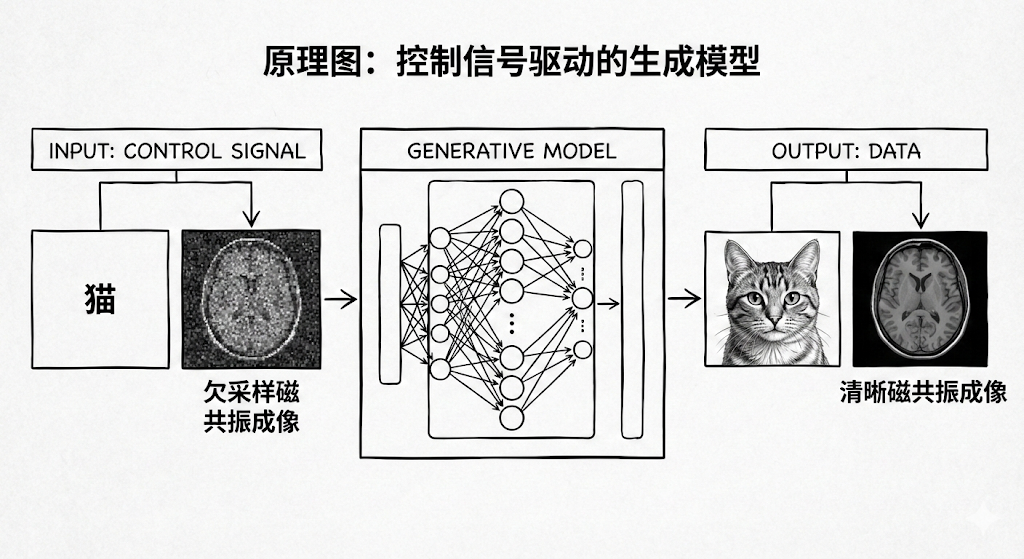 原理图：控制信号驱动的生成模型
INPUT: CONTROL SIGNAL
GENERATIVE MODEL
OUTPUT: DATA
猫
欠采样磁
共振成像
清晰磁共振成像